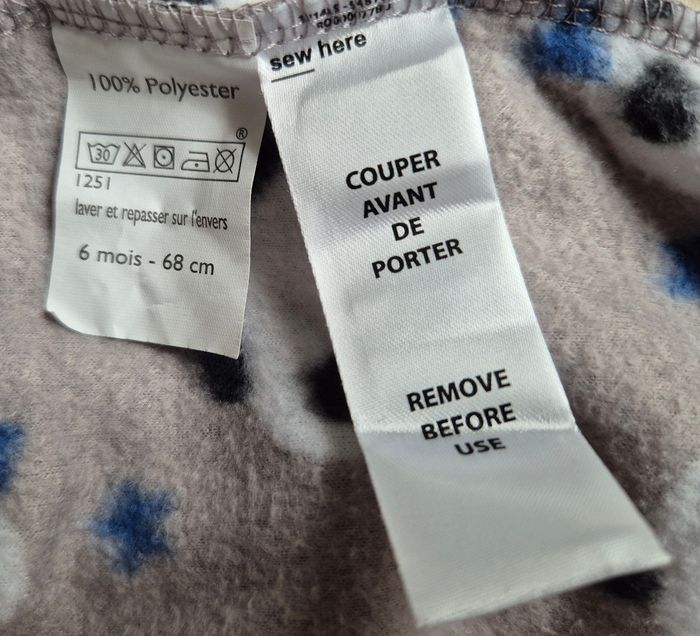 100% Polyester
30
®
1251
laver et repasser sur l'envers
6 mois - 68 cm
sew here
COUPER
AVANT
DE
PORTER
REMOVE
BEFORE
USE